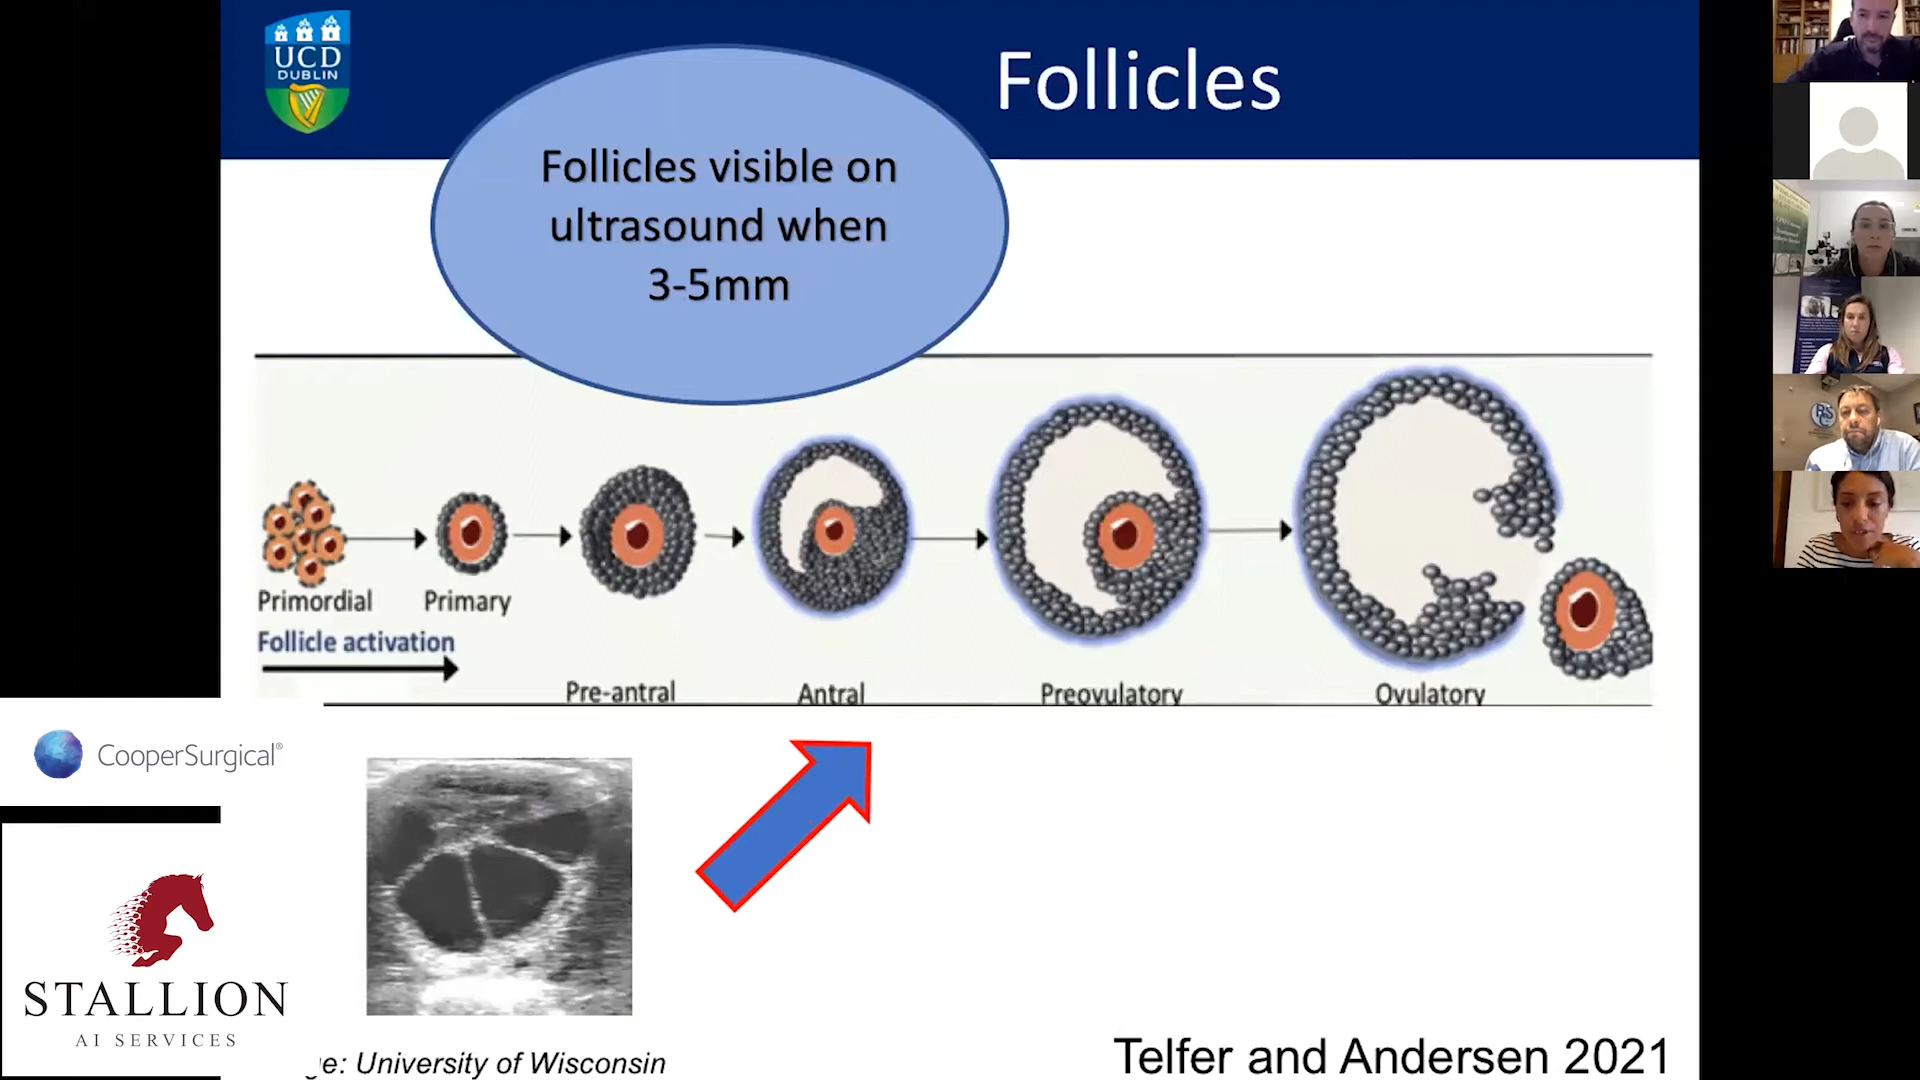 UCD
DUBLIN
Follicles
Follicles visible on
ultrasound when
3-5mm
Primordial
Primary
Follicle activation
Pre-antral
Antral
Preovulatory
Ovulatory
CooperSurgical®
STALLION
AI SERVICES
ge: University of Wisconsin
Telfer and Andersen 2021